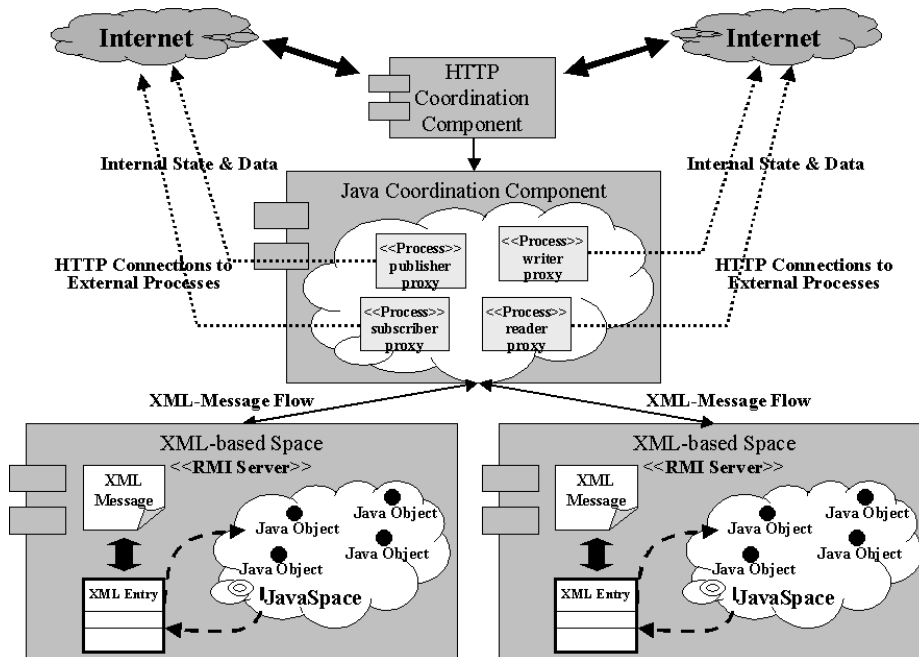 Internet
Internet
HTTP
Coordination
Component
Internal State & Data
Internal State & Data
Java Coordination Component
<<Process>>
publisher
proxy
<<Process>>
writer
proxy
HTTP Connections to
External Processes
HTTP Connections to
External Processes
<<Process>>
subscriber
proxy
<<Process>>
reader
proxy
XML-Message Flow
XML-Message Flow
XML-based Space
<<RMI Server>>
XML
Message
Java Object
Java Object
Java Object
Java Object
XML Entry
JavaSpace
XML-based Space
<<RMI Server>>
XML
Message
Java Object
Java Object
Java Object
Java Object
XML Entry
JavaSpace